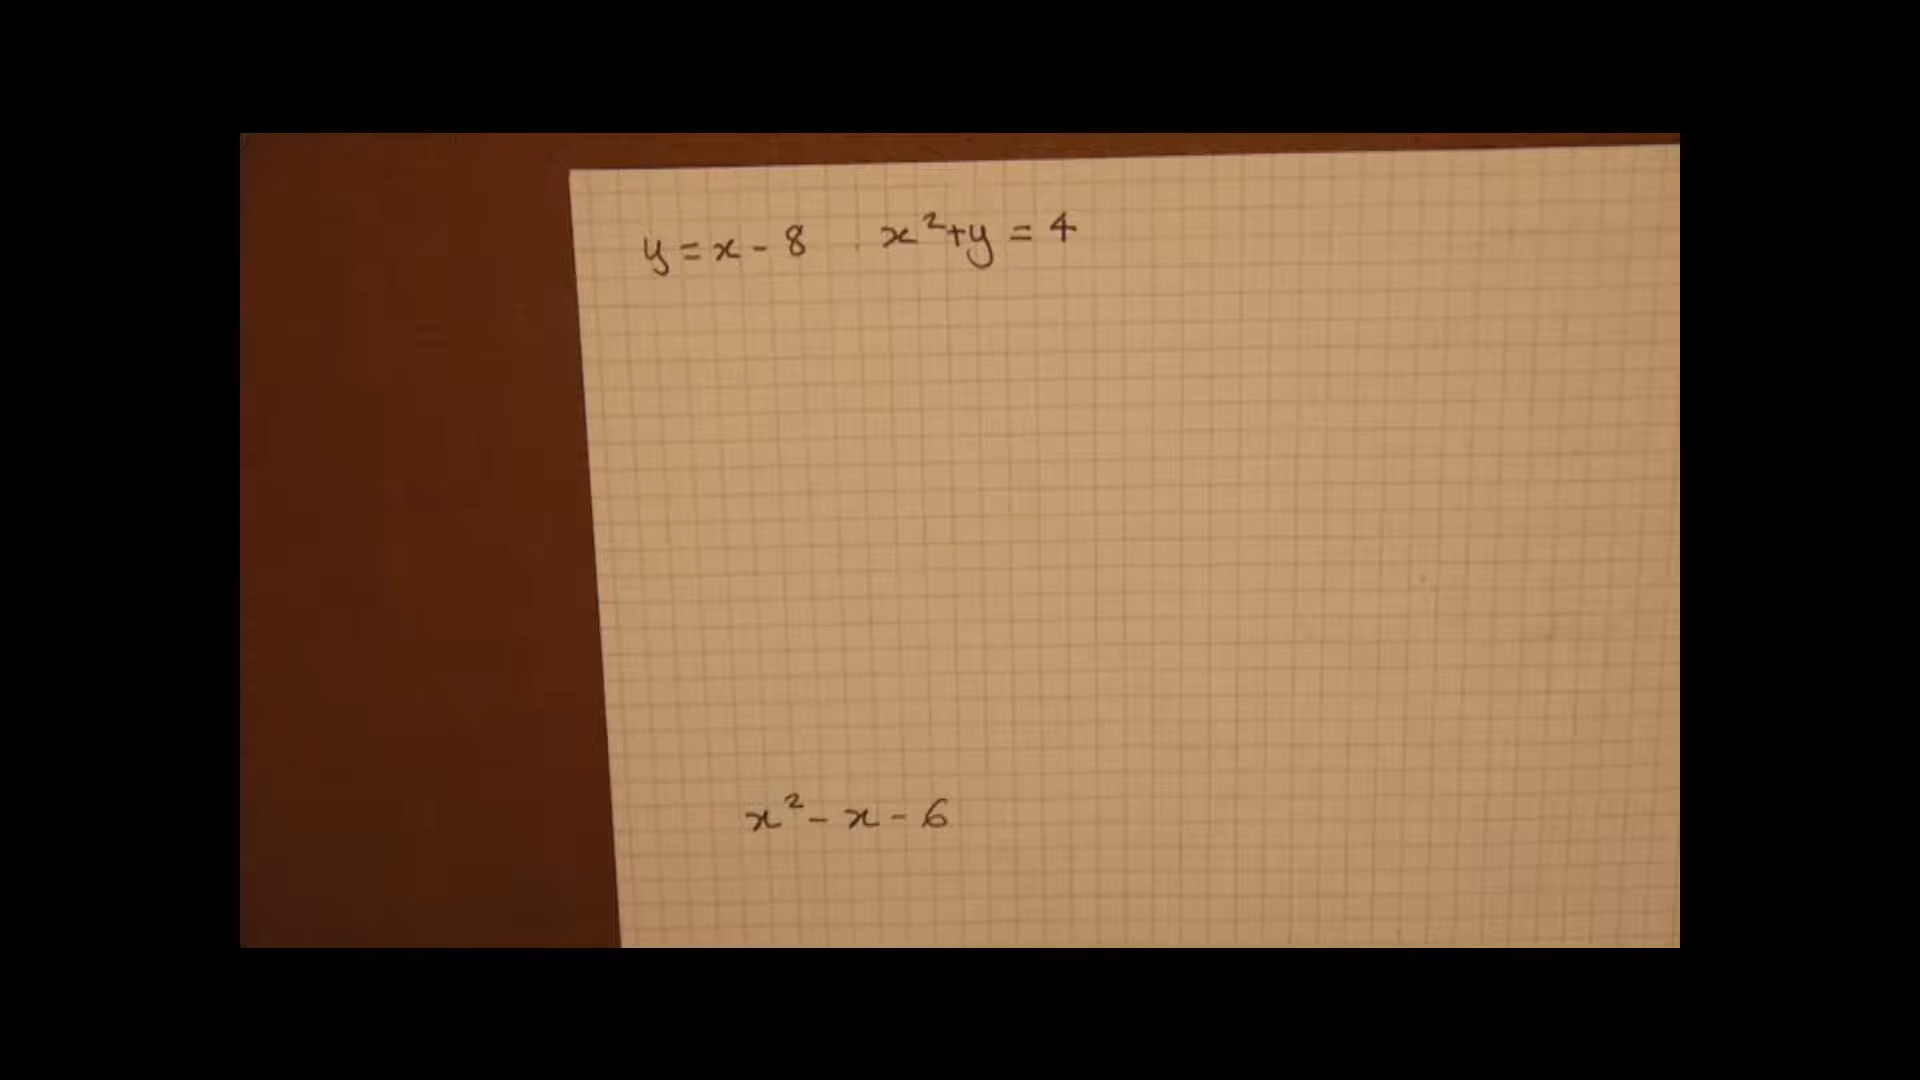 y = x - 8   x² + y = 4
x² - x - 6